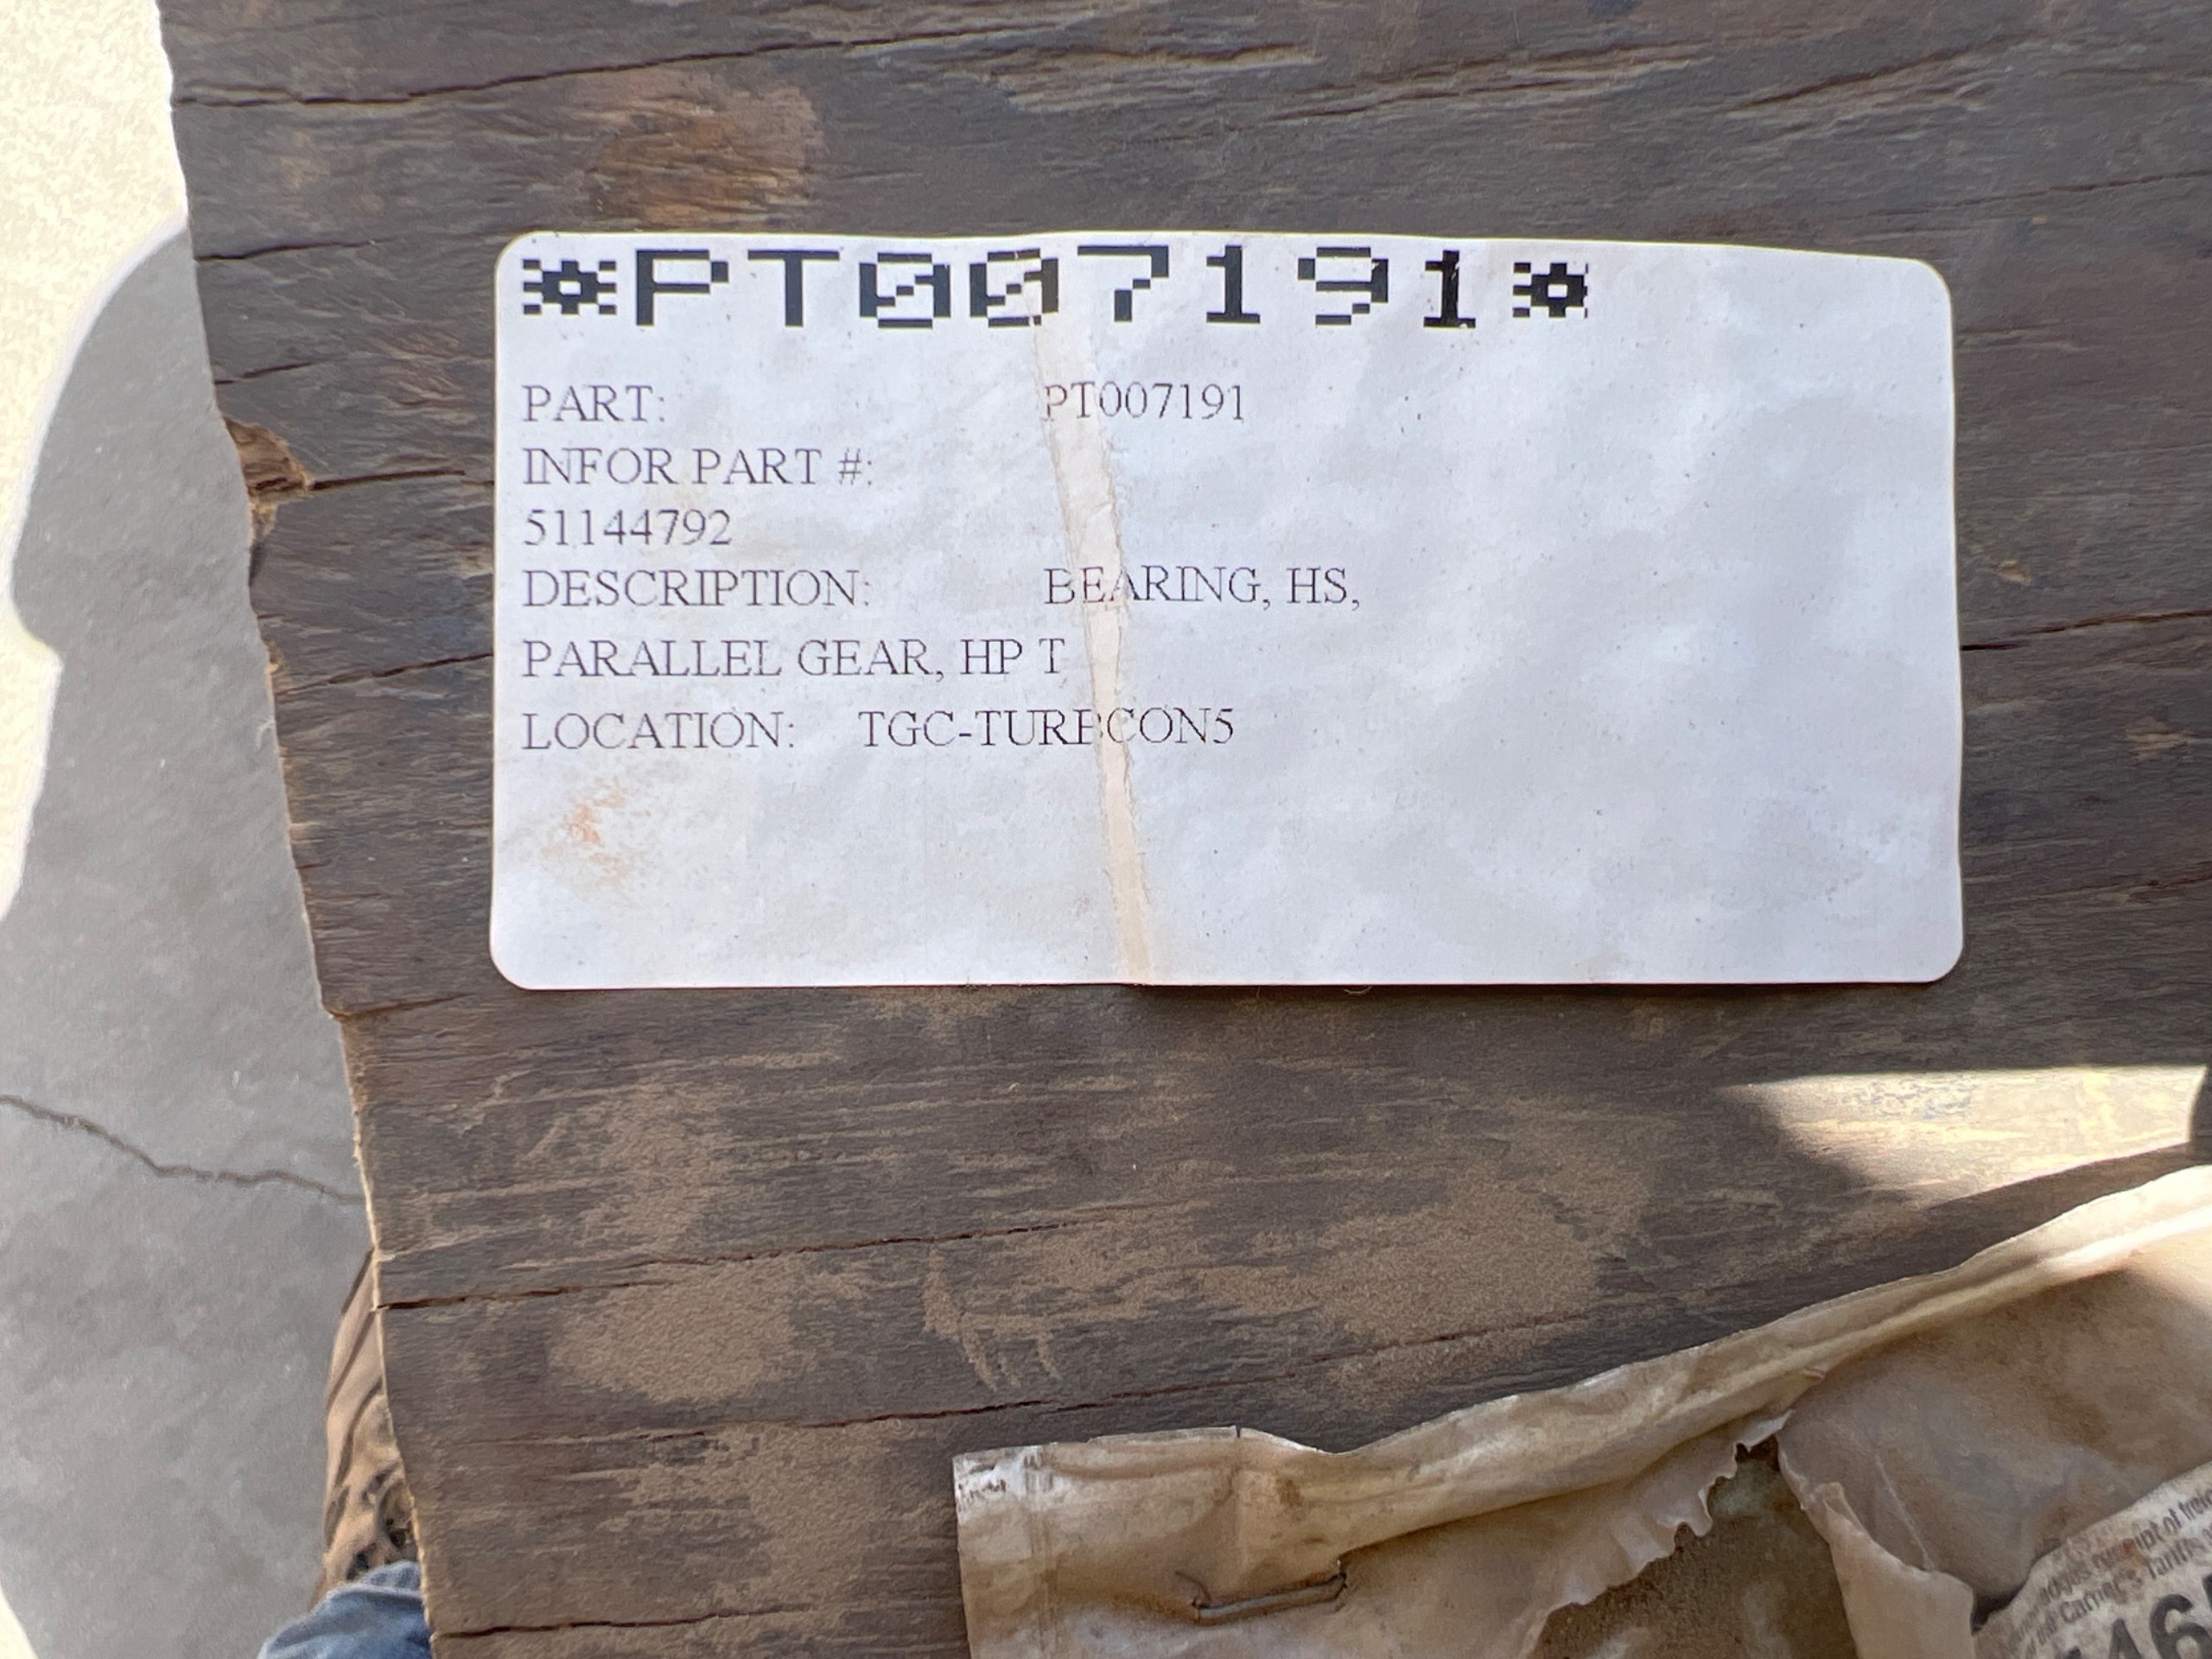 *PT007191*
PART: PT007191
INFOR PART #:
51144792
DESCRIPTION: BEARING, HS,
PARALLEL GEAR, HP T
LOCATION: TGC-TURBCON5